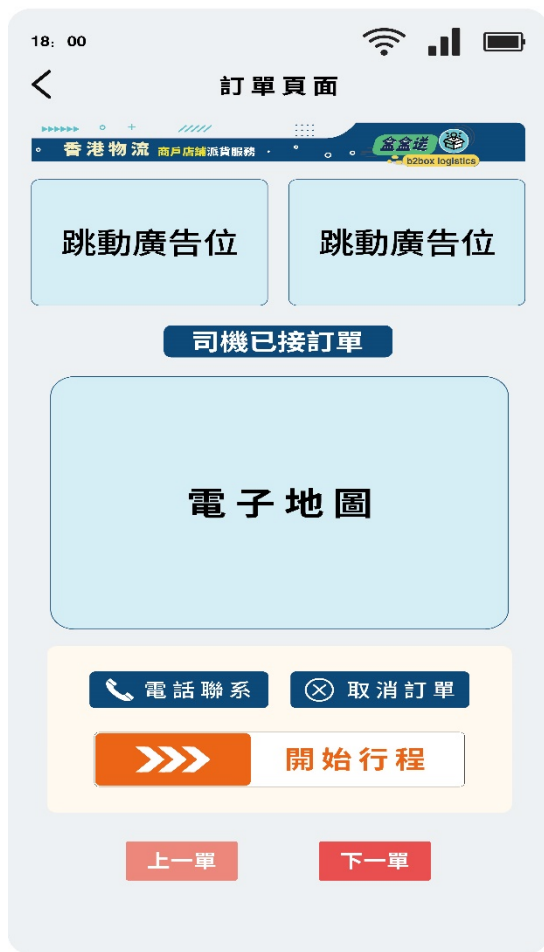 18：00
訂單頁面
香港物流 商戶店舖派貨服務
盒盒送
b2box logistics
跳動廣告位 跳動廣告位
司機已接訂單
電子地圖
電話聯系 取消訂單
開始行程
上一單 下一單